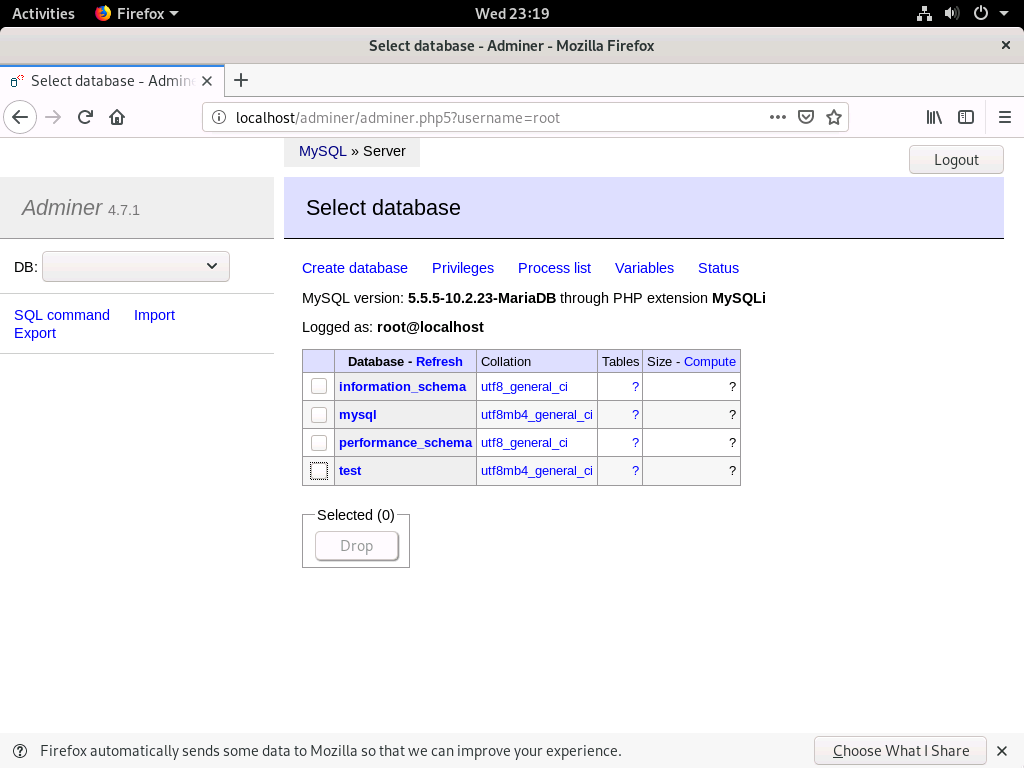 Activities Firefox Wed 23:19
Select database - Adminer - Mozilla Firefox
Select database - Admine
localhost/adminer/adminer.php5?username=root
MySQL » Server
Logout
Adminer 4.7.1
Select database
DB:
Create database Privileges Process list Variables Status
MySQL version: 5.5.5-10.2.23-MariaDB through PHP extension MySQLi
SQL command Import
Export
Logged as: root@localhost
Database - Refresh Collation Tables Size - Compute
information_schema utf8_general_ci ? ?
mysql utf8mb4_general_ci ? ?
performance_schema utf8_general_ci ? ?
test utf8mb4_general_ci ? ?
Selected (0)
Drop
Firefox automatically sends some data to Mozilla so that we can improve your experience. Choose What I Share